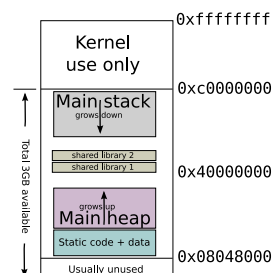 0xffffffff
Kernel
use only
0xc0000000
Main stack
grows down
Total 3GB available
shared library 2
shared library 1
0x40000000
grows up
Main heap
Static code + data
0x08048000
Usually unused